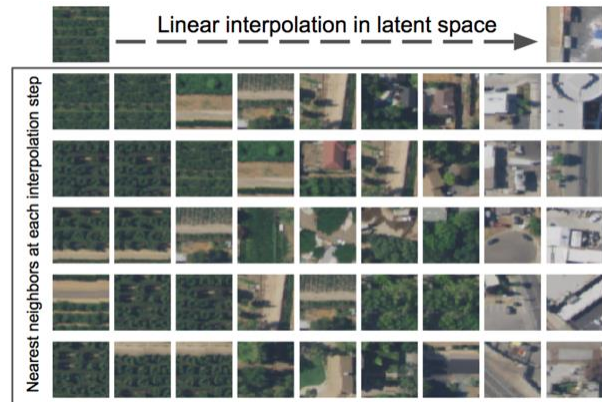 Linear interpolation in latent space
Nearest neighbors at each interpolation step